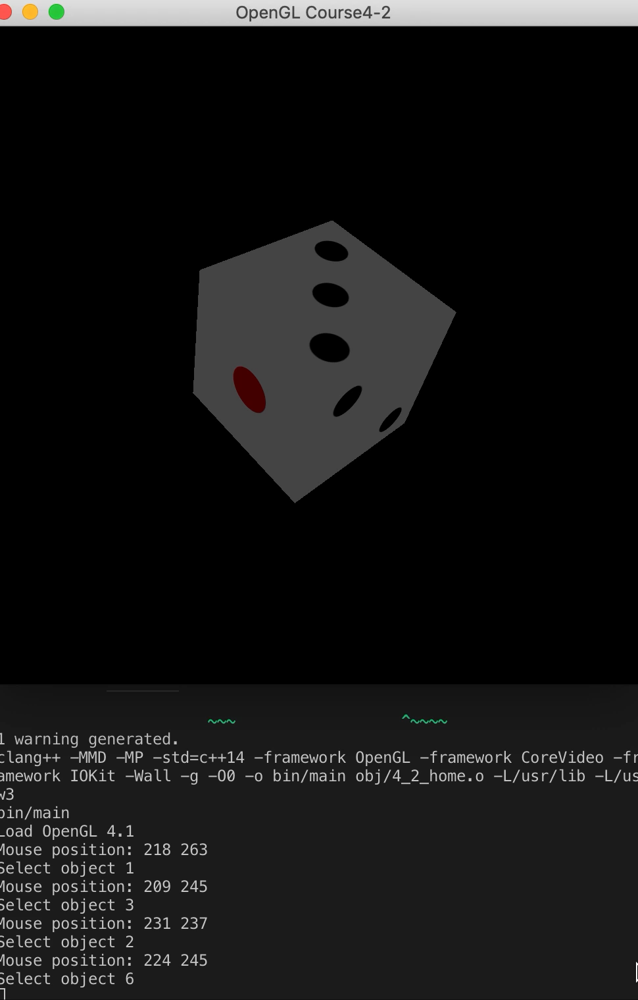 OpenGL Course4-2
~~~ ^~~~~
1 warning generated.
clang++ -MMD -MP -std=c++14 -framework OpenGL -framework CoreVideo -fr
amework IOKit -Wall -g -O0 -o bin/main obj/4_2_home.o -L/usr/lib -L/us
w3
bin/main
Load OpenGL 4.1
Mouse position: 218 263
Select object 1
Mouse position: 209 245
Select object 3
Mouse position: 231 237
Select object 2
Mouse position: 224 245
Select object 6